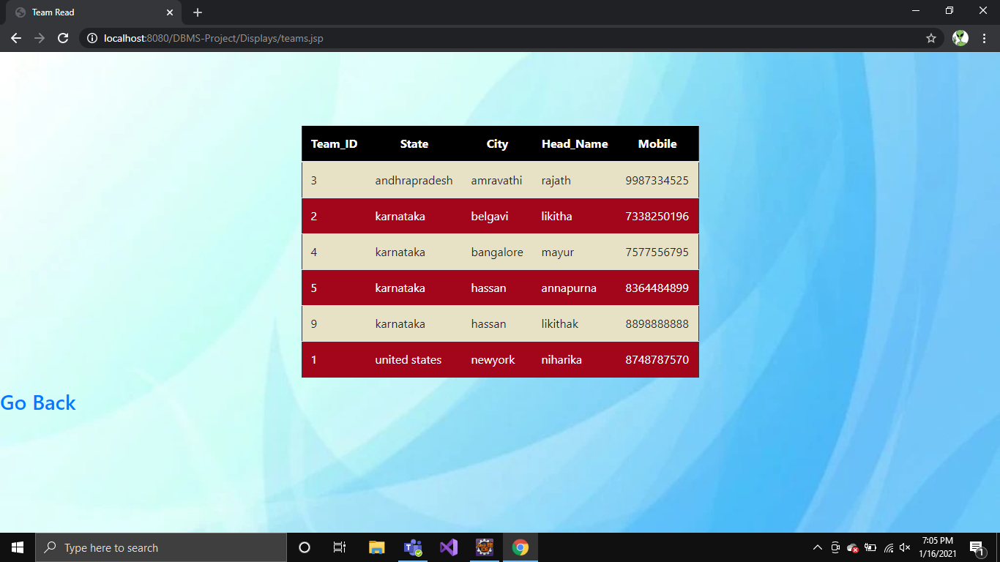 Team Read
localhost:8080/DBMS-Project/Displays/teams.jsp
Team_ID State City Head_Name Mobile
3 andhrapradesh amravathi rajath 9987334525
2 karnataka belgavi likitha 7338250196
4 karnataka bangalore mayur 7577556795
5 karnataka hassan annapurna 8364484899
9 karnataka hassan likithak 8898888888
1 united states newyork niharika 8748787570
Go Back
Type here to search
7:05 PM
1/16/2021
1